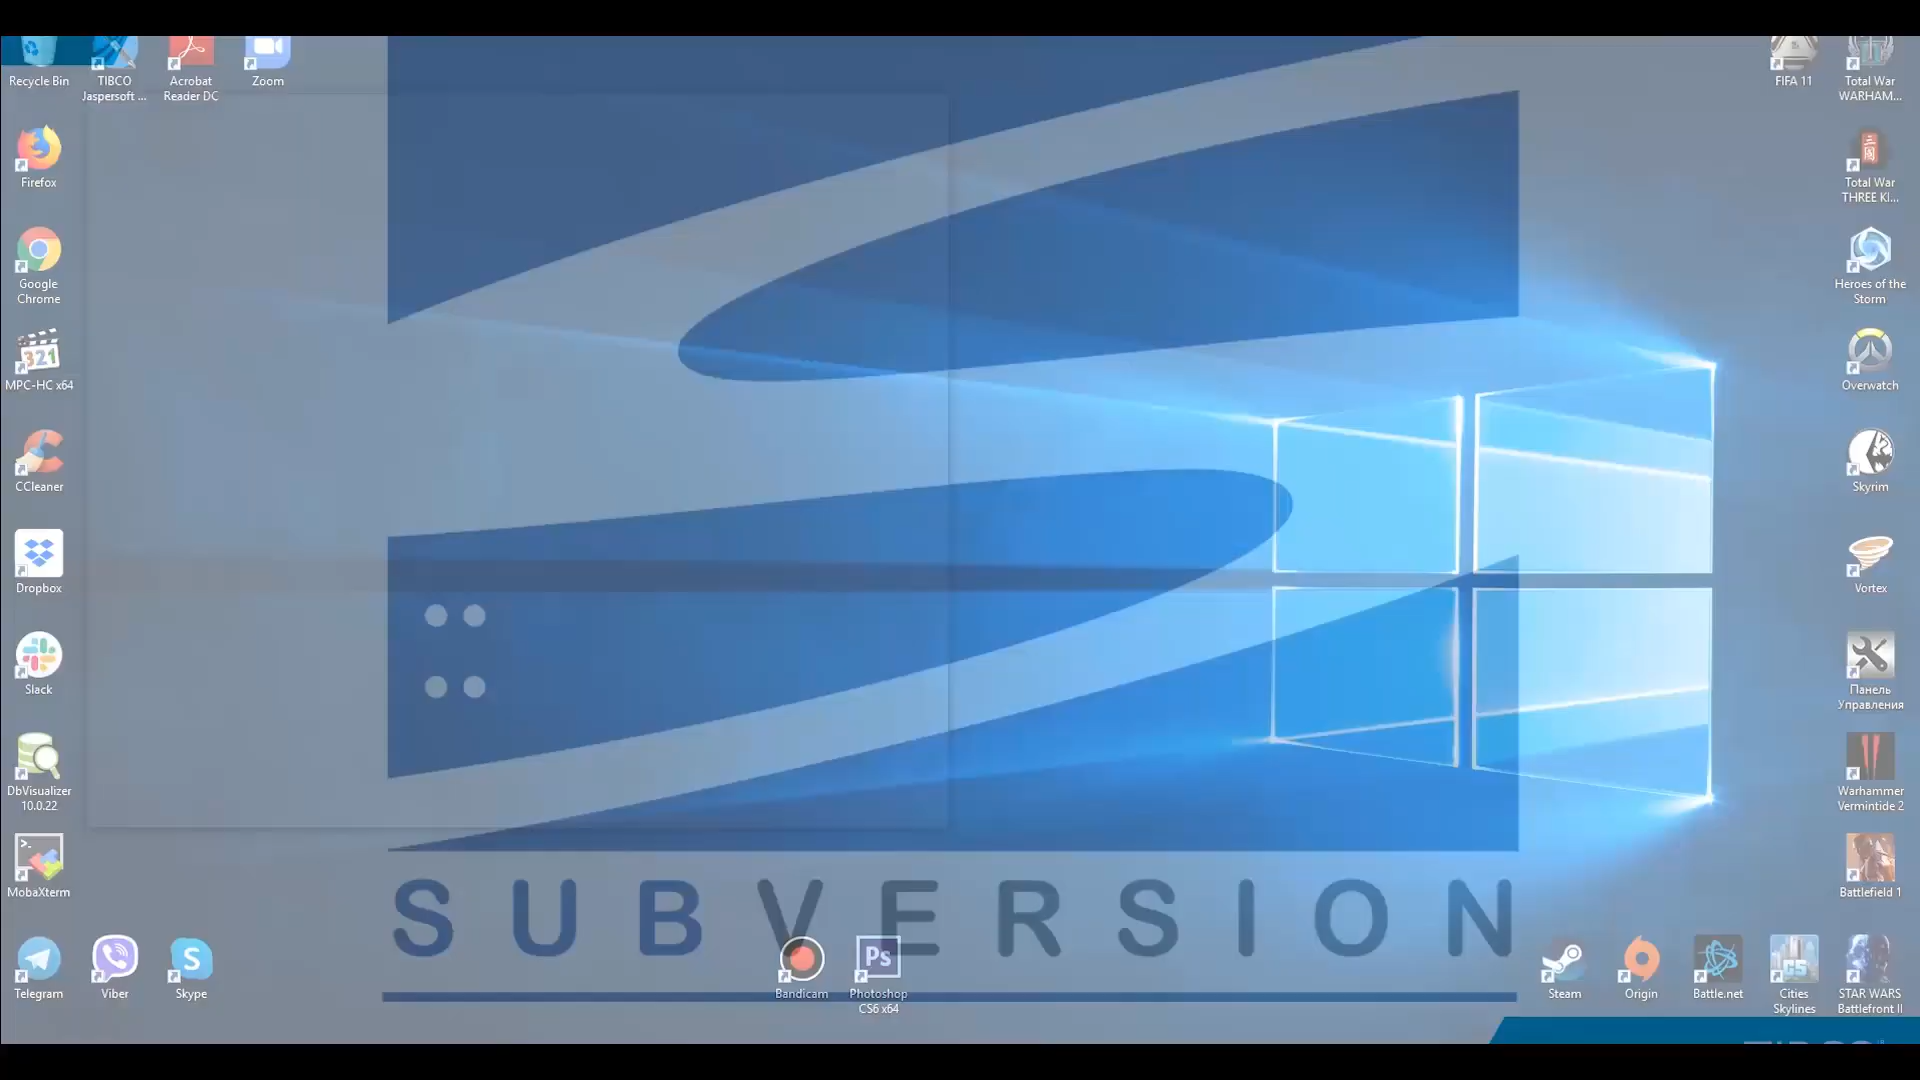 Recycle Bin
TIBCO
Jaspersoft ...
Acrobat
Reader DC
Zoom
FIFA 11
Total War
WARHAM...
Firefox
Total War
THREE KI...
Google
Chrome
Heroes of the
Storm
321
MPC-HC x64
Overwatch
CCleaner
Skyrim
Dropbox
Vortex
Slack
Панель
Управления
DbVisualizer
10.0.22
Warhammer
Vermintide 2
MobaXterm
Battlefield 1
SUBVERSION
Telegram
Viber
S
Skype
Bandicam
Ps
Photoshop
CS6 x64
Steam
Origin
Battle.net
CS
Cities
Skylines
STAR WARS
Battlefront II